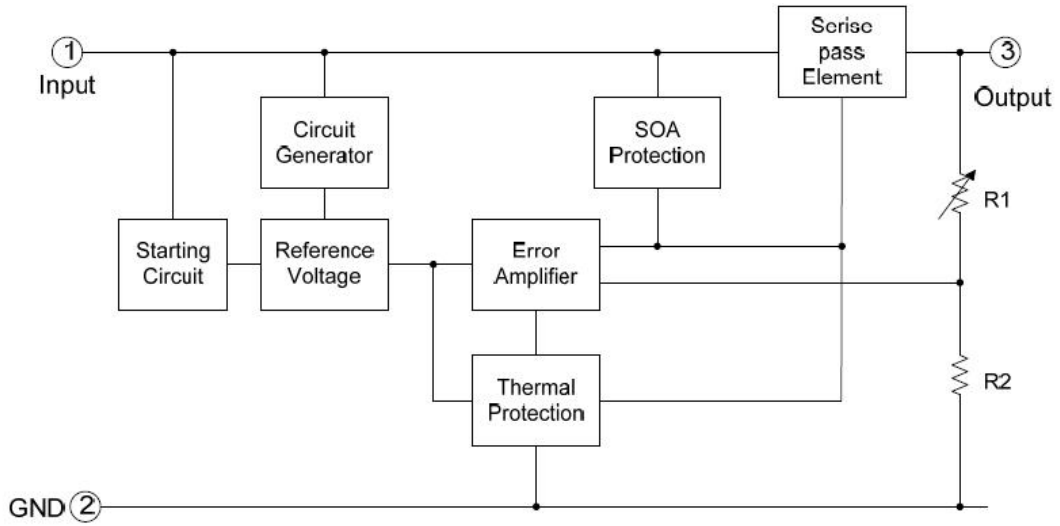 1
Input
Serise
pass
Element
3
Output
Circuit
Generator
SOA
Protection
R1
Starting
Circuit
Reference
Voltage
Error
Amplifier
Thermal
Protection
R2
GND 2